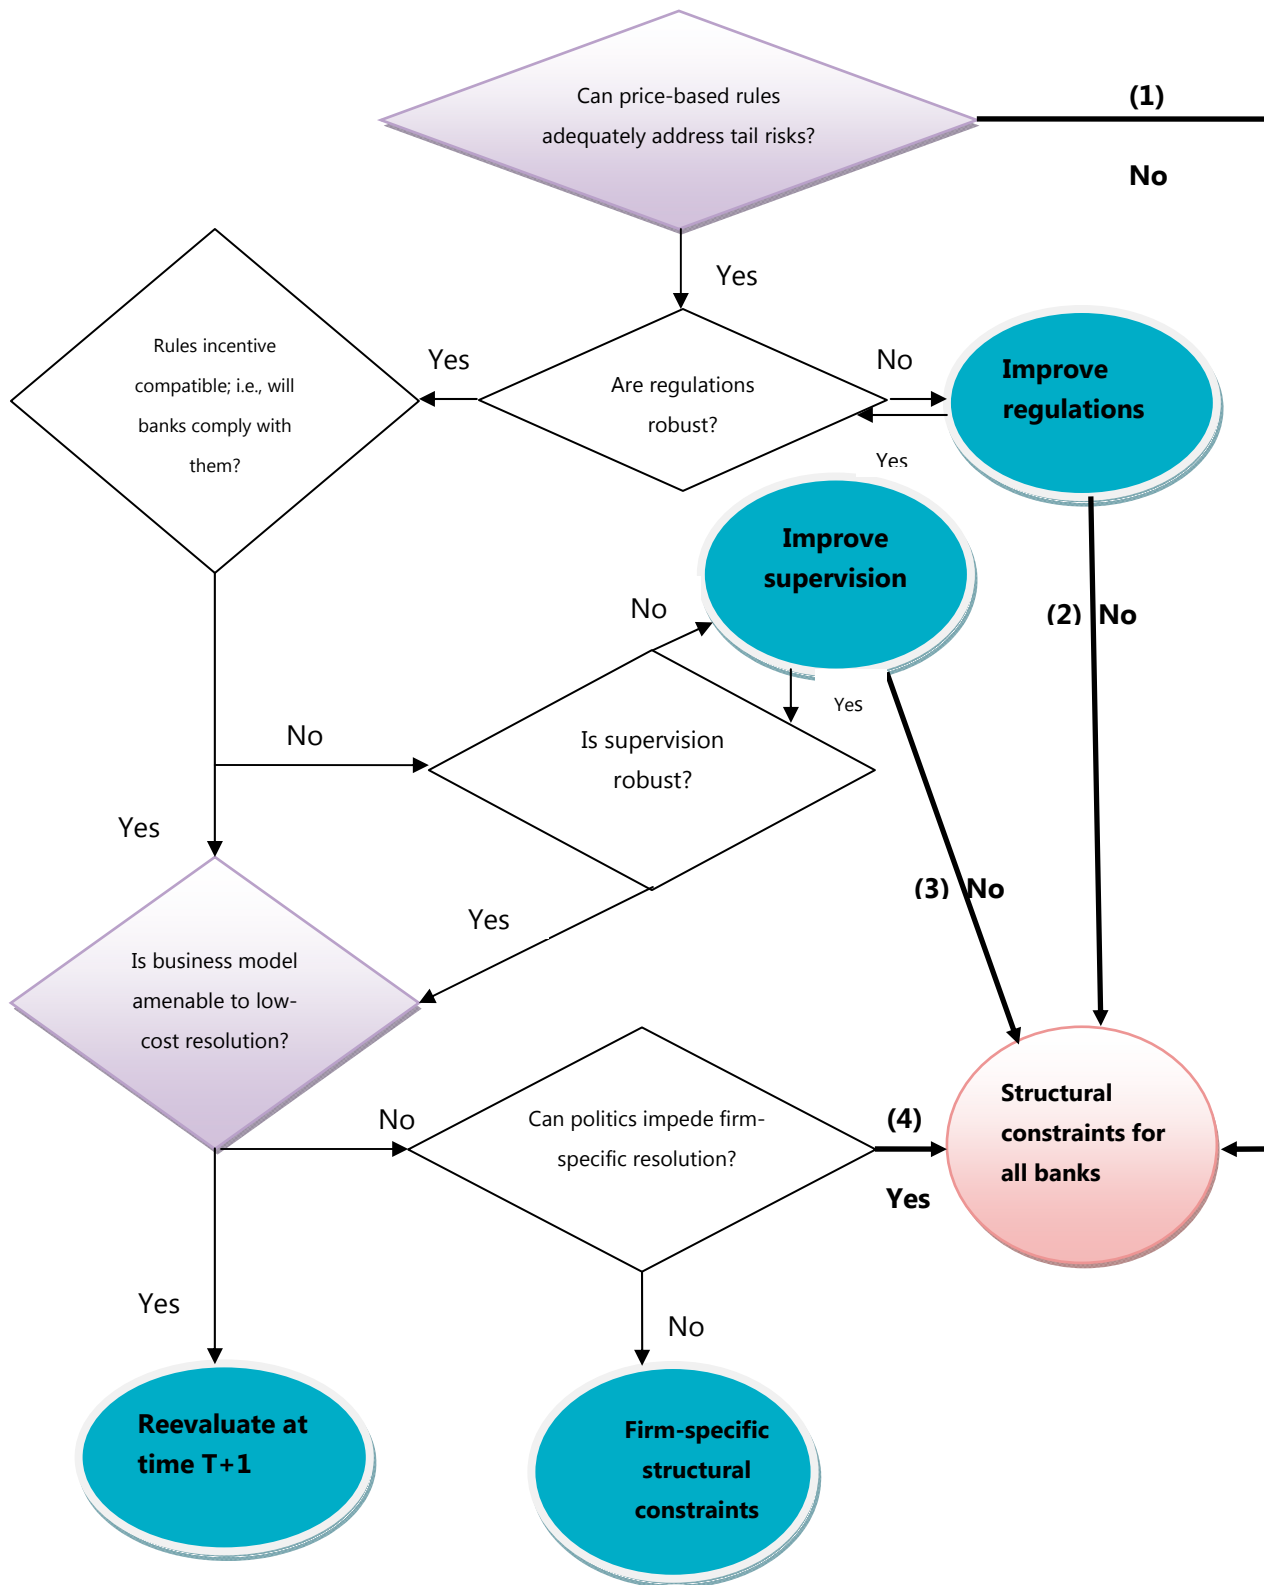 Can price-based rules
adequately address tail risks?
(1)
No
Yes
Rules incentive
compatible; i.e., will
banks comply with
them?
Yes
Are regulations
robust?
No
Yes
Improve
regulations
Improve
supervision
No
Yes
(2) No
No
Is supervision
robust?
Yes
(3) No
Yes
Is business model
amenable to low-
cost resolution?
No
Can politics impede firm-
specific resolution?
(4)
Yes
Structural
constraints for
all banks
Yes
No
Reevaluate at
time T+1
Firm-specific
structural
constraints